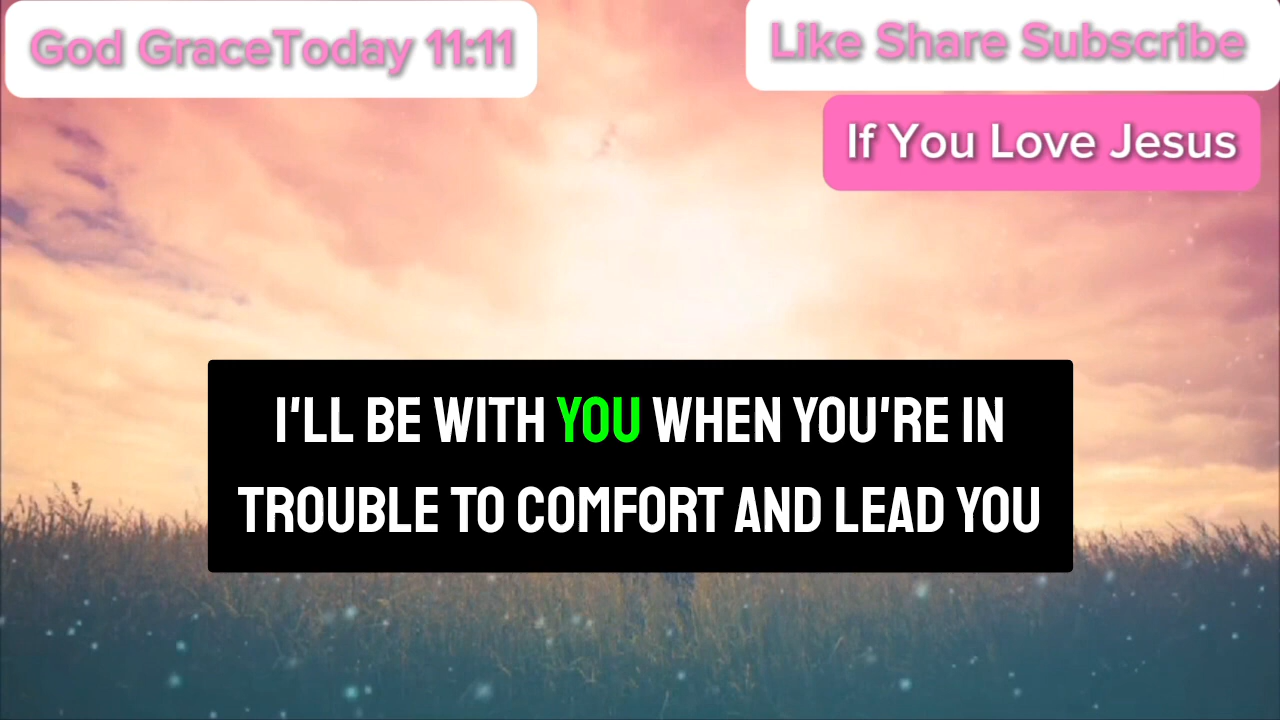 God GraceToday 11:11
Like Share Subscribe
If You Love Jesus
I'LL BE WITH YOU WHEN YOU'RE IN
TROUBLE TO COMFORT AND LEAD YOU